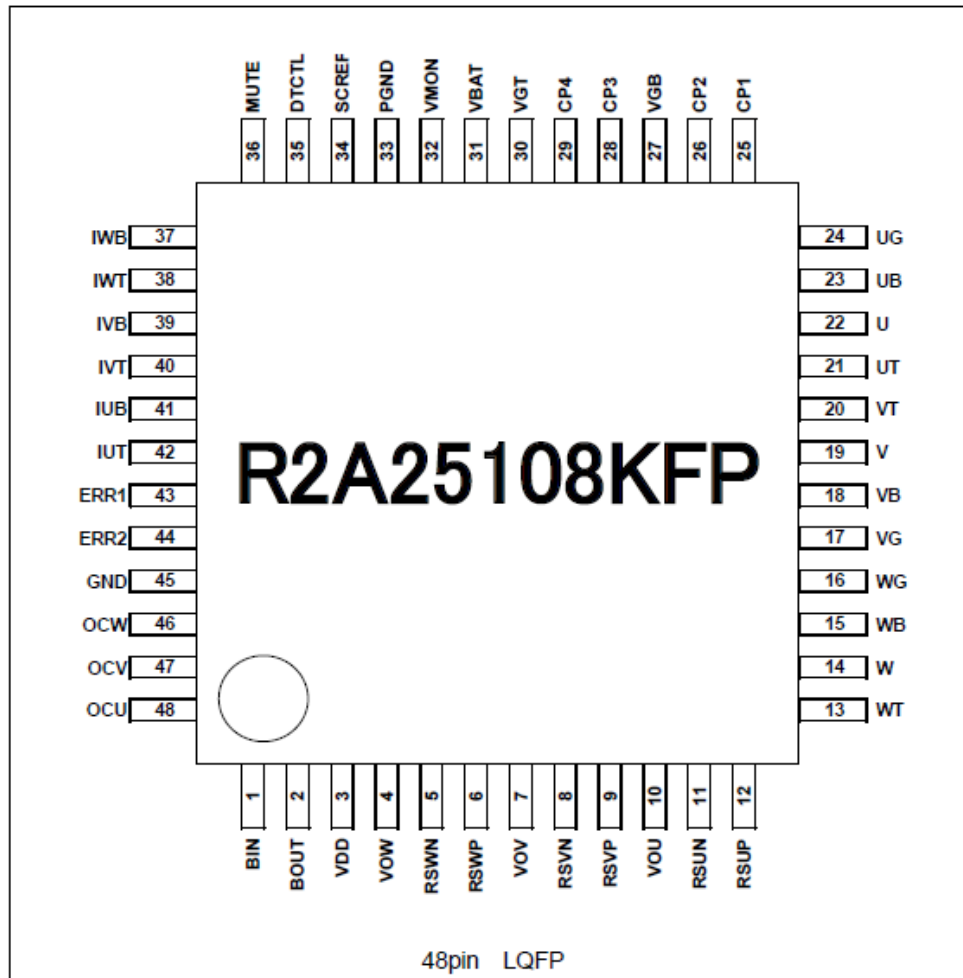 MUTE DTCTL SCREF PGND VMON VBAT VGT CP4 CP3 VGB CP2 CP1
36 35 34 33 32 31 30 29 28 27 26 25
IWB 37 24 UG
IWT 38 23 UB
IVB 39 22 U
IVT 40 21 UT
IUB 41 20 VT
IUT 42 19 V
R2A25108KFP
ERR1 43 18 VB
ERR2 44 17 VG
GND 45 16 WG
OCW 46 15 WB
OCV 47 14 W
OCU 48 13 WT
1 2 3 4 5 6 7 8 9 10 11 12
BIN BOUT VDD VOW RSWN RSWP VOV RSVN RSVP VOU RSUN RSUP
48pin LQFP